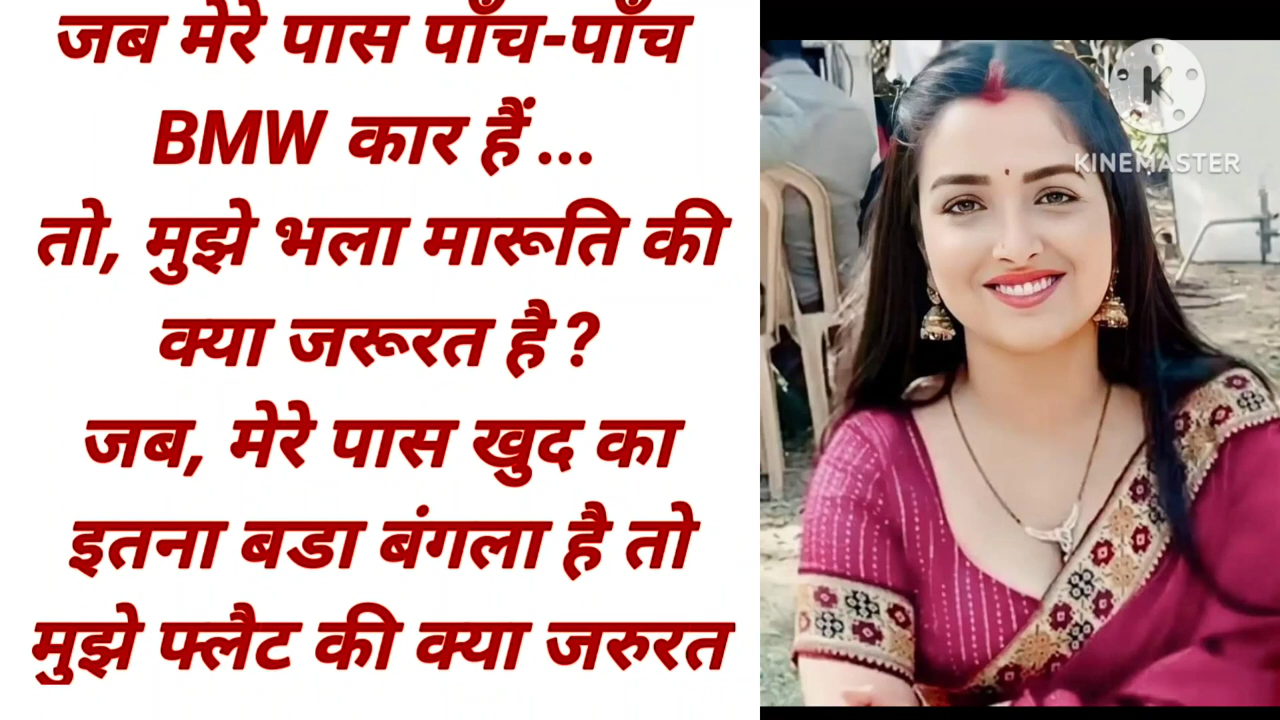 जब मेरे पास पाँच-पाँच
BMW कार हैं...
तो, मुझे भला मारूति की
क्या जरूरत है?
जब, मेरे पास खुद का
इतना बडा बंगला है तो
मुझे फ्लैट की क्या जरुरत
K
KINEMASTER